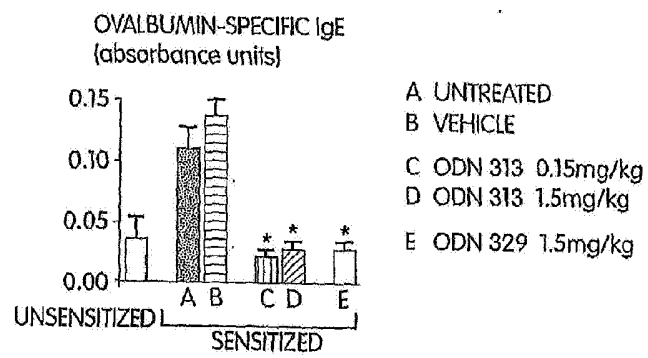 OVALBUMIN-SPECIFIC IgE
(absorbance units)
0.15
0.10
0.05
0.00
* * *
A B C D E
UNSENSITIZED
SENSITIZED
A UNTREATED
B VEHICLE
C ODN 313 0.15mg/kg
D ODN 313 1.5mg/kg
E ODN 329 1.5mg/kg